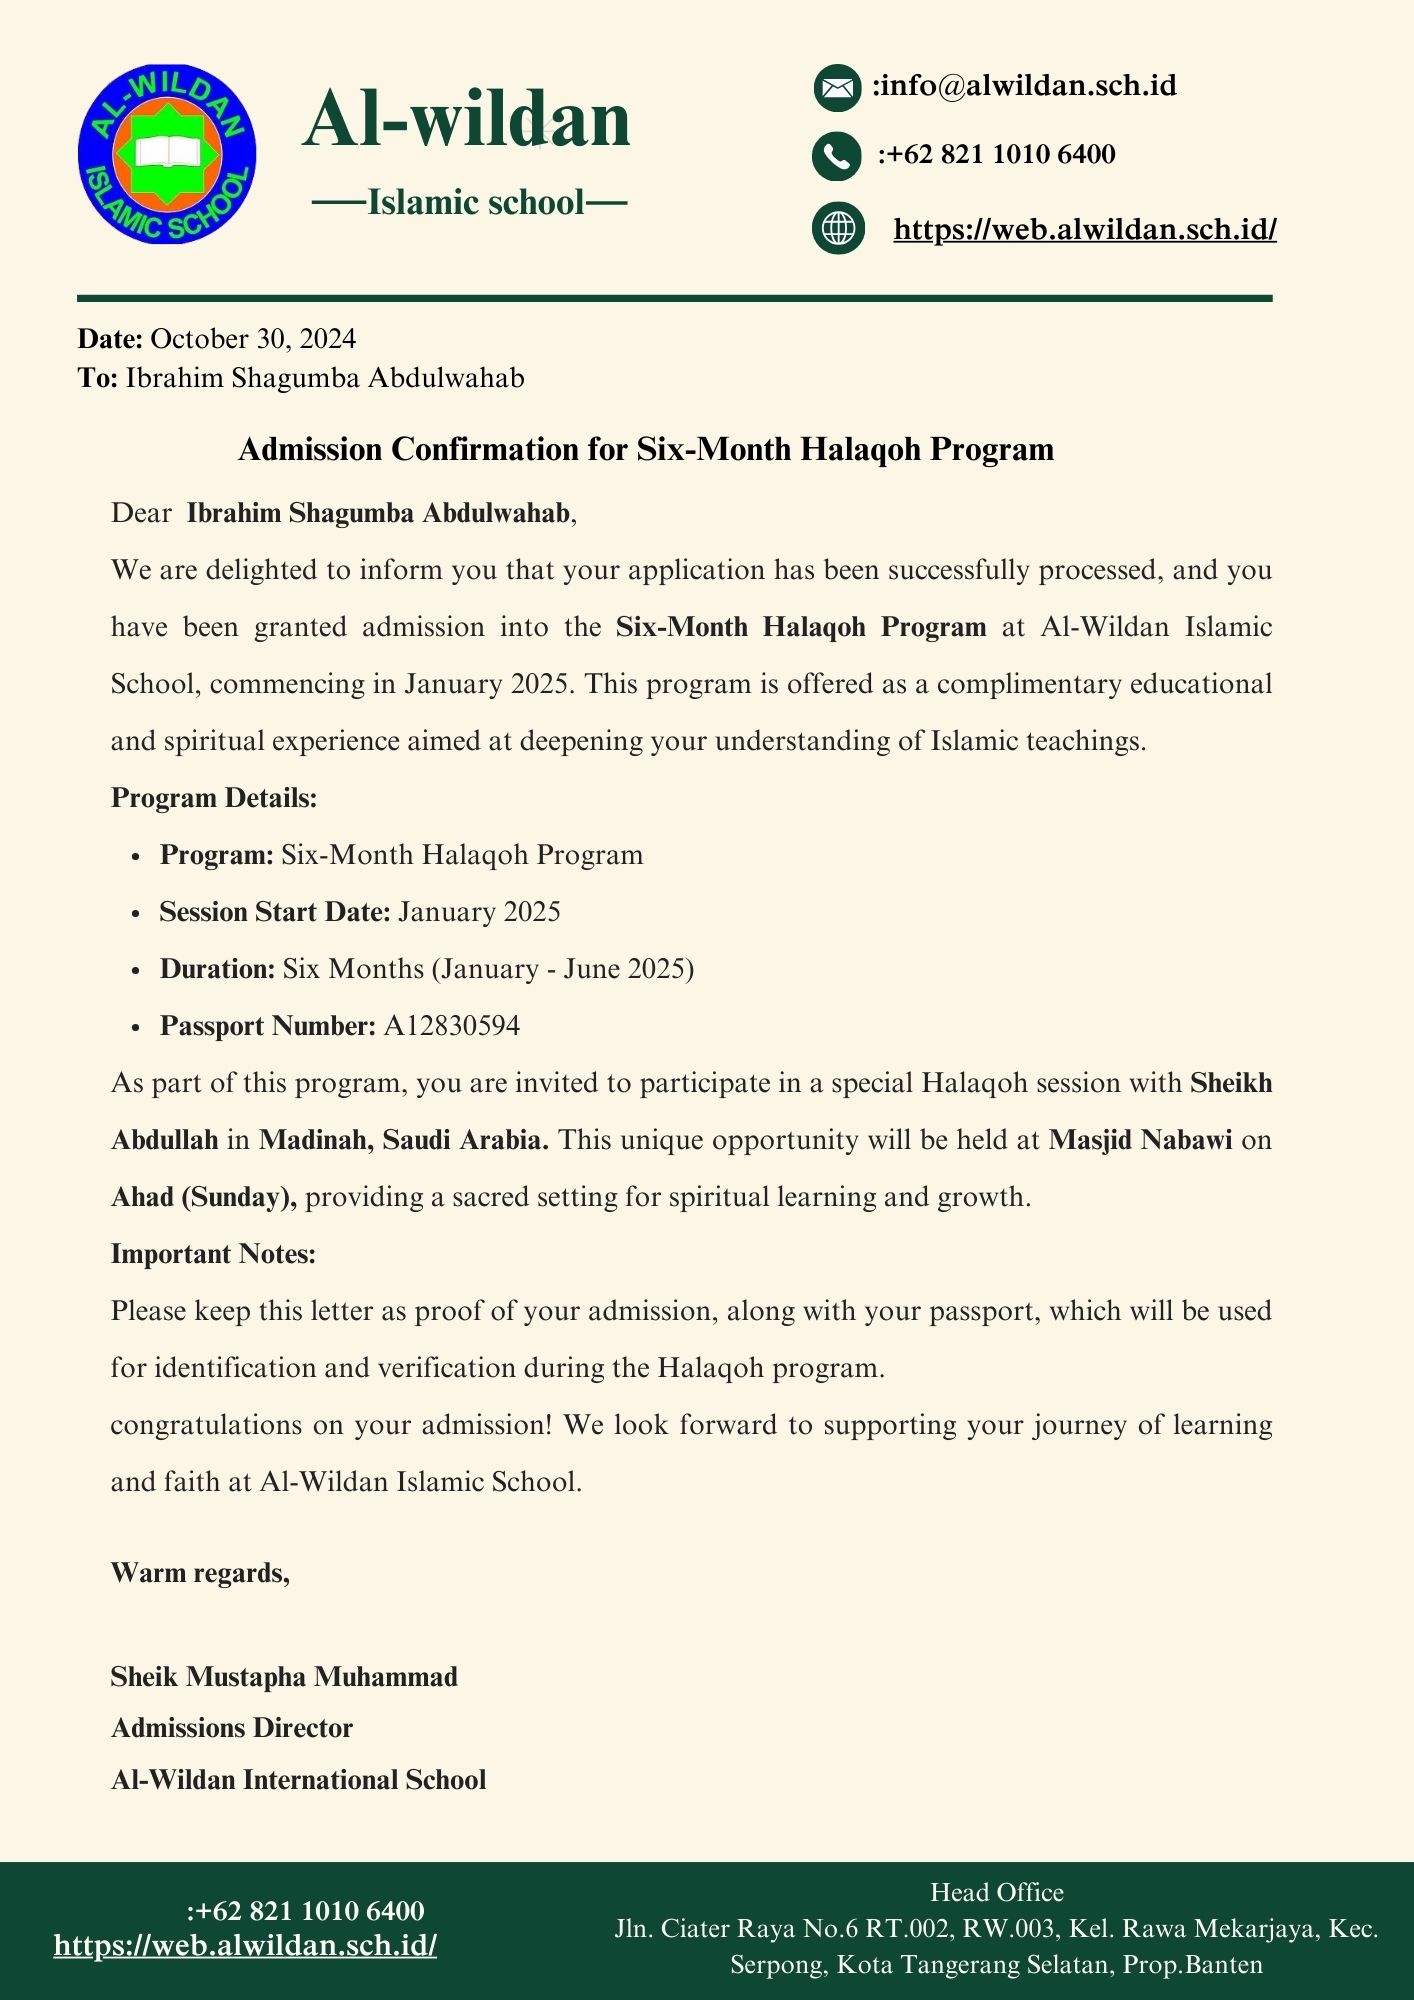 AL-WILDAN
ISLAMIC SCHOOL
Al-wildan
Islamic school
:info@alwildan.sch.id
:+62 821 1010 6400
https://web.alwildan.sch.id/
Date: October 30, 2024
To: Ibrahim Shagumba Abdulwahab
Admission Confirmation for Six-Month Halaqoh Program
Dear Ibrahim Shagumba Abdulwahab,
We are delighted to inform you that your application has been successfully processed, and you
have been granted admission into the Six-Month Halaqoh Program at Al-Wildan Islamic
School, commencing in January 2025. This program is offered as a complimentary educational
and spiritual experience aimed at deepening your understanding of Islamic teachings.
Program Details:
• Program: Six-Month Halaqoh Program
• Session Start Date: January 2025
• Duration: Six Months (January - June 2025)
• Passport Number: A12830594
As part of this program, you are invited to participate in a special Halaqoh session with Sheikh
Abdullah in Madinah, Saudi Arabia. This unique opportunity will be held at Masjid Nabawi on
Ahad (Sunday), providing a sacred setting for spiritual learning and growth.
Important Notes:
Please keep this letter as proof of your admission, along with your passport, which will be used
for identification and verification during the Halaqoh program.
congratulations on your admission! We look forward to supporting your journey of learning
and faith at Al-Wildan Islamic School.
Warm regards,
Sheik Mustapha Muhammad
Admissions Director
Al-Wildan International School
:+62 821 1010 6400
https://web.alwildan.sch.id/
Head Office
Jln. Ciater Raya No.6 RT.002, RW.003, Kel. Rawa Mekarjaya, Kec.
Serpong, Kota Tangerang Selatan, Prop.Banten